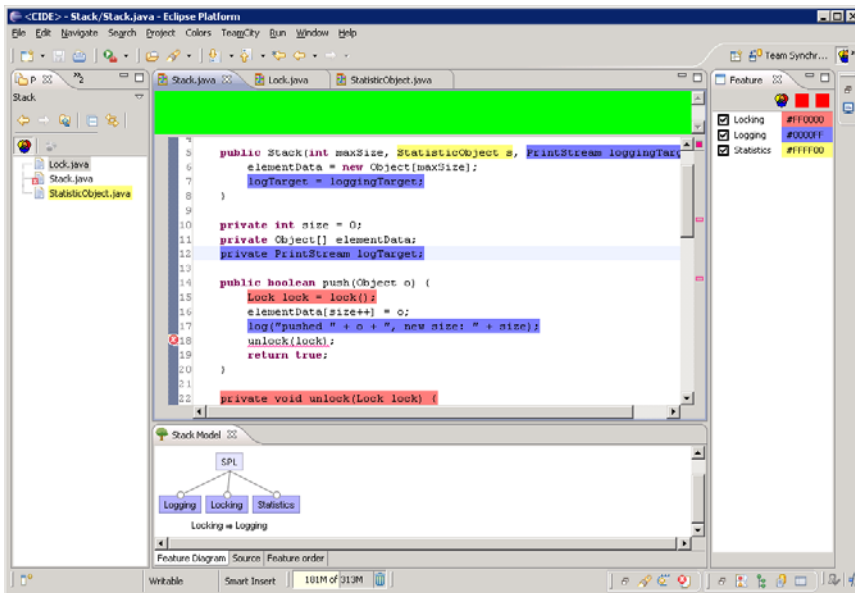 <CIDE> - Stack/Stack.java - Eclipse Platform
File Edit Navigate Search Project Colors TeamCity Run Window Help
Team Synchr...
P
2
Stack
Lock.java
Stack.java
StatisticObject.java
Stack.java Lock.java StatisticObject.java
5 public Stack(int maxSize, StatisticObject s, PrintStream loggingTarg
6 elementData = new Object[maxSize];
7 logTarget = loggingTarget;
8 }
9
10 private int size = 0;
11 private Object[] elementData;
12 private PrintStream logTarget;
13
14 public boolean push(Object o) {
15 Lock lock = lock();
16 elementData[size++] = o;
17 log("pushed " + o + ", new size: " + size);
18 unlock(lock);
19 return true;
20 }
21
22 private void unlock(Lock lock) {
Feature
Locking #FF0000
Logging #0000FF
Statistics #FFFF00
Stack Model
SPL
Logging Locking Statistics
Locking ⇒ Logging
Feature Diagram Source Feature order
Writable Smart Insert 181M of 313M